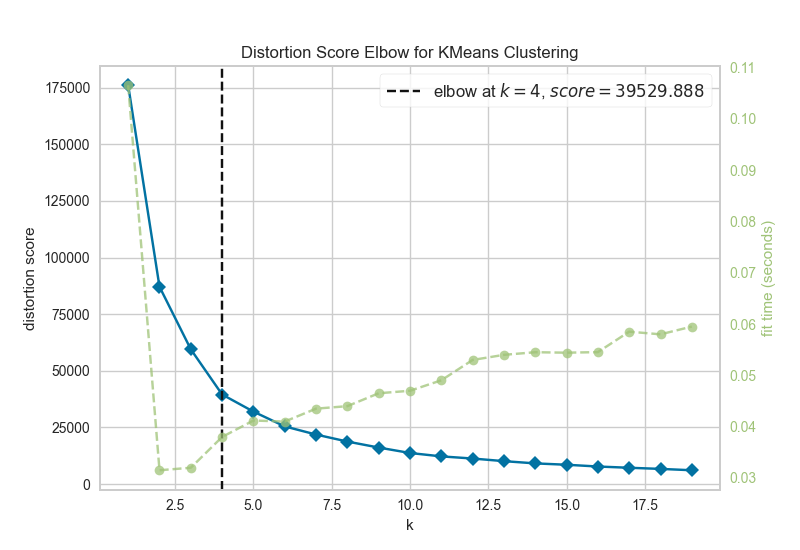 Distortion Score Elbow for KMeans Clustering
elbow at k = 4, score = 39529.888
distortion score
175000
150000
125000
100000
75000
50000
25000
0
2.5 5.0 7.5 10.0 12.5 15.0 17.5
k
0.11
0.10
0.09
0.08
0.07
0.06
0.05
0.04
0.03
fit time (seconds)